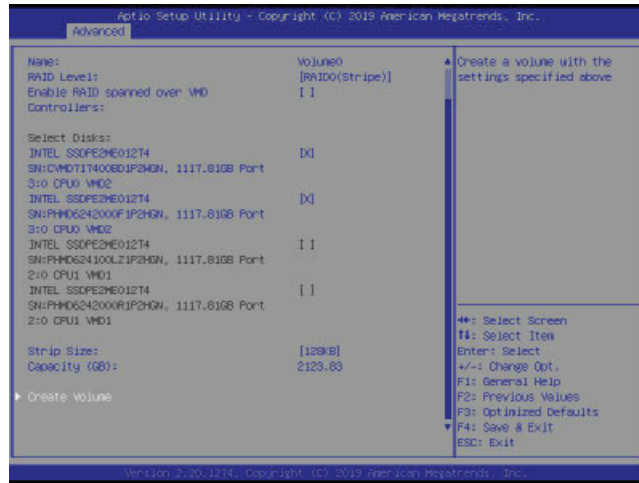 Aptio Setup Utility - Copyright (C) 2019 American Megatrends, Inc.
Advanced
Name: Volume0
RAID Level: [RAID0(Stripe)]
Enable RAID spanned over VMD [ ]
Controllers:
Select Disks:
INTEL SSDPE2ME012T4 [X]
SN:CVMD717400BD1P2MGN, 1117.81GB Port
3:0 CPU0 VMD2
INTEL SSDPE2ME012T4 [X]
SN:PHMD6242000F1P2HGN, 1117.81GB Port
3:0 CPU0 VMD2
INTEL SSDPE2ME012T4 [ ]
SN:PHMD624100LZ1P2HGN, 1117.81GB Port
2:0 CPU1 VMD1
INTEL SSDPE2ME012T4 [ ]
SN:PHMD6242000R1P2HGN, 1117.81GB Port
2:0 CPU1 VMD1
Strip Size: [128KB]
Capacity (GB): 2123.83
Create Volume
Create a volume with the
settings specified above
: Select Screen
: Select Item
Enter: Select
+/-: Change Opt.
F1: General Help
F2: Previous Values
F3: Optimized Defaults
F4: Save & Exit
ESC: Exit
Version 2.20.1274. Copyright (C) 2019 American Megatrends, Inc.